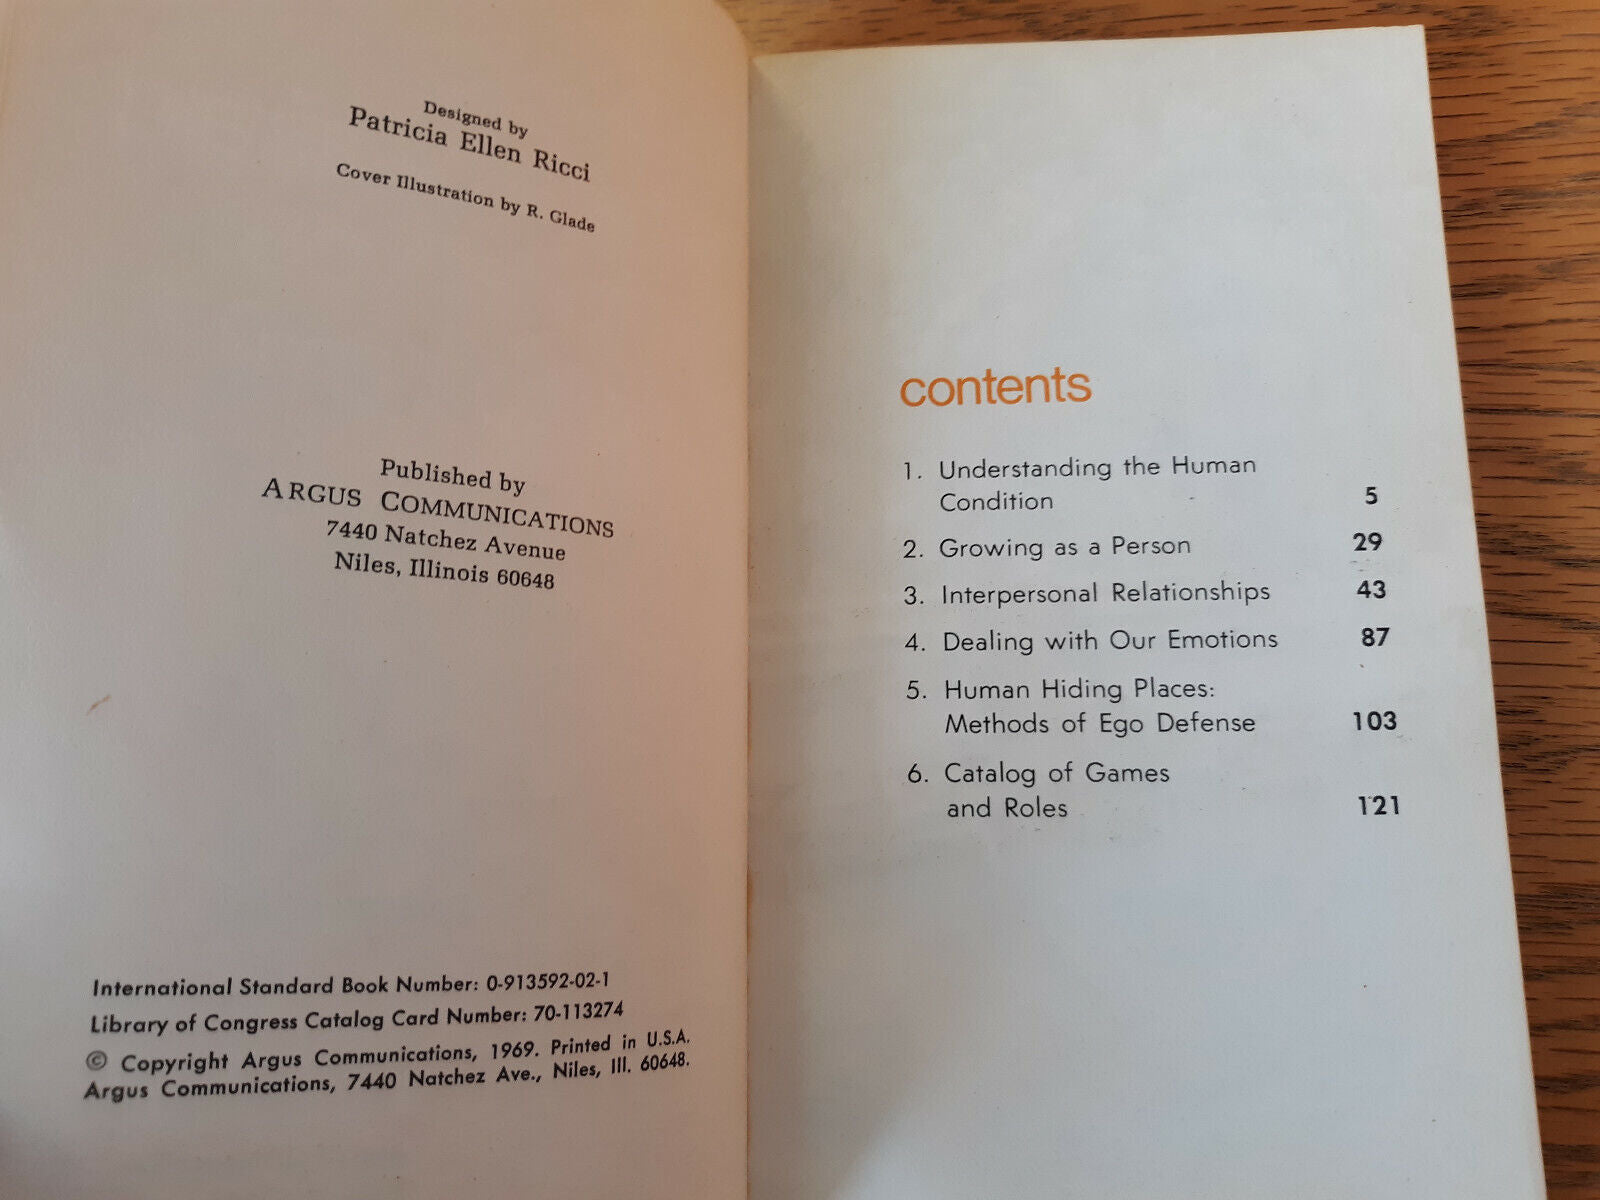 Designed by
Patricia Ellen Ricci
Cover Illustration by R. Glade
Published by
ARGUS COMMUNICATIONS
7440 Natchez Avenue
Niles, Illinois 60648
International Standard Book Number: 0-913592-02-1
Library of Congress Catalog Card Number: 70-113274
© Copyright Argus Communications, 1969. Printed in U.S.A.
Argus Communications, 7440 Natchez Ave., Niles, Ill. 60648.
contents
1. Understanding the Human
Condition 5
2. Growing as a Person 29
3. Interpersonal Relationships 43
4. Dealing with Our Emotions 87
5. Human Hiding Places:
Methods of Ego Defense 103
6. Catalog of Games
and Roles 121